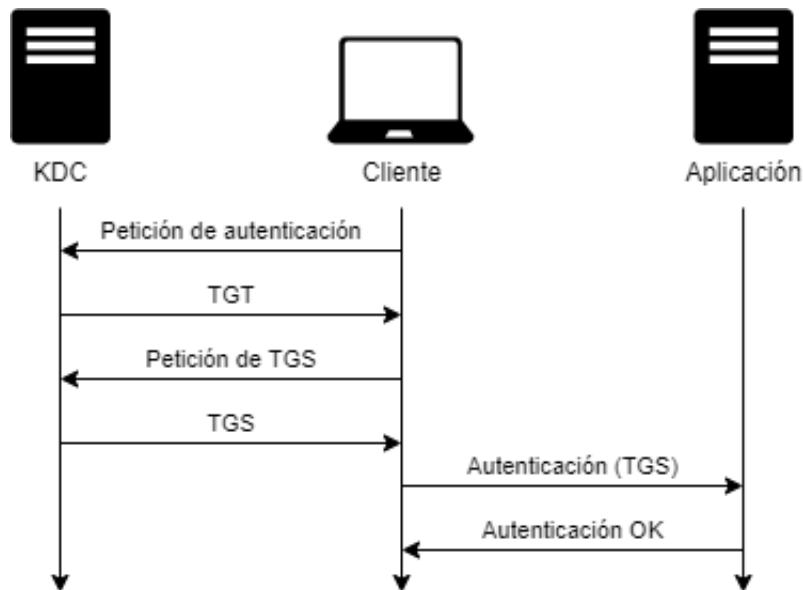 KDC
Cliente
Aplicación
Petición de autenticación
TGT
Petición de TGS
TGS
Autenticación (TGS)
Autenticación OK